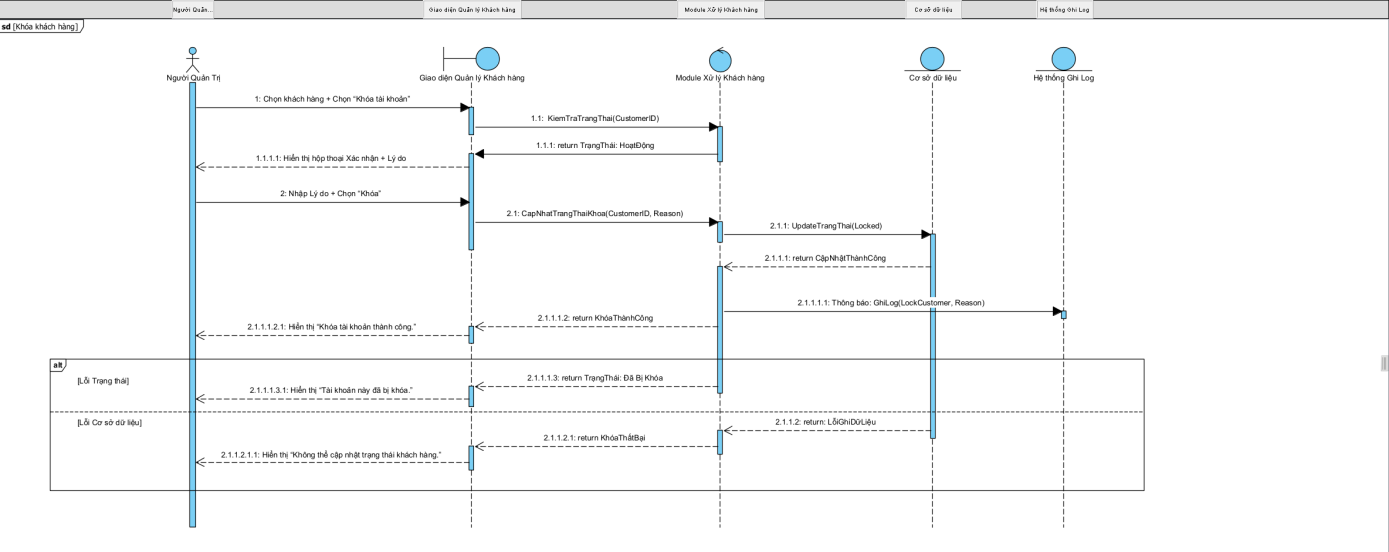 Người Quản...
Giao diện Quản lý Khách hàng
Module Xử lý Khách hàng
Cơ sở dữ liệu
Hệ thống Ghi Log
sd [Khóa khách hàng]
Người Quản Trị
Giao diện Quản lý Khách hàng
Module Xử lý Khách hàng
Cơ sở dữ liệu
Hệ thống Ghi Log
1: Chọn khách hàng + Chọn “Khóa tài khoản”
1.1: KiemTraTrangThai(CustomerID)
1.1.1: return TrạngThái: HoạtĐộng
1.1.1.1: Hiển thị hộp thoại Xác nhận + Lý do
2: Nhập Lý do + Chọn “Khóa”
2.1: CapNhatTrangThaiKhoa(CustomerID, Reason)
2.1.1: UpdateTrangThai(Locked)
2.1.1.1: return CậpNhậtThànhCông
2.1.1.1.1: Thông báo: GhiLog(LockCustomer, Reason)
2.1.1.1.2: return KhóaThànhCông
2.1.1.1.2.1: Hiển thị “Khóa tài khoản thành công.”
alt
[Lỗi Trạng thái]
2.1.1.1.3: return TrạngThái: Đã Bị Khóa
2.1.1.1.3.1: Hiển thị “Tài khoản này đã bị khóa.”
[Lỗi Cơ sở dữ liệu]
2.1.1.2: return: LỗiGhiDữLiệu
2.1.1.2.1: return KhóaThấtBại
2.1.1.2.1.1: Hiển thị “Không thể cập nhật trạng thái khách hàng.”